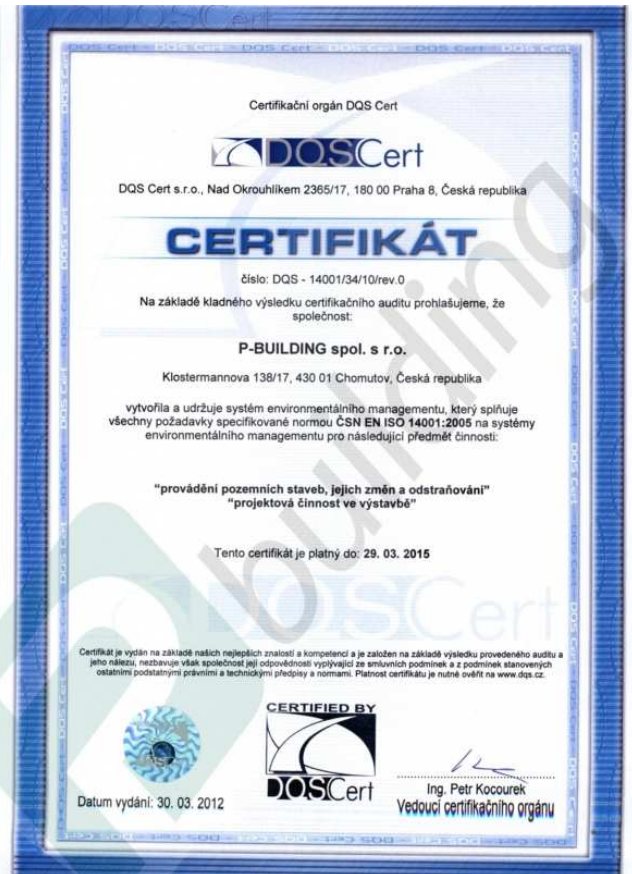 Certifikační orgán DQS Cert
DQSCert
DQS Cert s.r.o., Nad Okrouhlíkem 2365/17, 180 00 Praha 8, Česká republika
CERTIFIKÁT
číslo: DQS - 14001/34/10/rev.0
Na základě kladného výsledku certifikačního auditu prohlašujeme, že
společnost:
P-BUILDING spol. s r.o.
Klostermannova 138/17, 430 01 Chomutov, Česká republika
vytvořila a udržuje systém environmentálního managementu, který splňuje
všechny požadavky specifikované normou ČSN EN ISO 14001:2005 na systémy
environmentálního managementu pro následující předmět činnosti:
"provádění pozemních staveb, jejich změn a odstraňování"
"projektová činnost ve výstavbě"
Tento certifikát je platný do: 29. 03. 2015
building
DQSCert
Certifikát je vydán na základě našich nejlepších znalostí a kompetencí a je založen na základě výsledku provedeného auditu a
jeho nálezu, nezbavuje však společnost její odpovědnosti vyplývající ze smluvních podmínek a z podmínek stanovených
ostatními podstatnými právními a technickými předpisy a normami. Platnost certifikátu je nutné ověřit na www.dqs.cz.
CERTIFIED BY
DQSCert
Datum vydání: 30. 03. 2012
Ing. Petr Kocourek
Vedoucí certifikačního orgánu